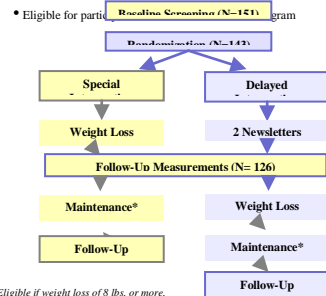 • Eligible for partic
Baseline Screening (N=151)
gram
Randomization (N=143)
Special
Delayed
Weight Loss
2 Newsletters
Follow-Up Measurements (N= 126)
Maintenance*
Weight Loss
Follow-Up
Maintenance*
Follow-Up
Eligible if weight loss of 8 lbs. or more.